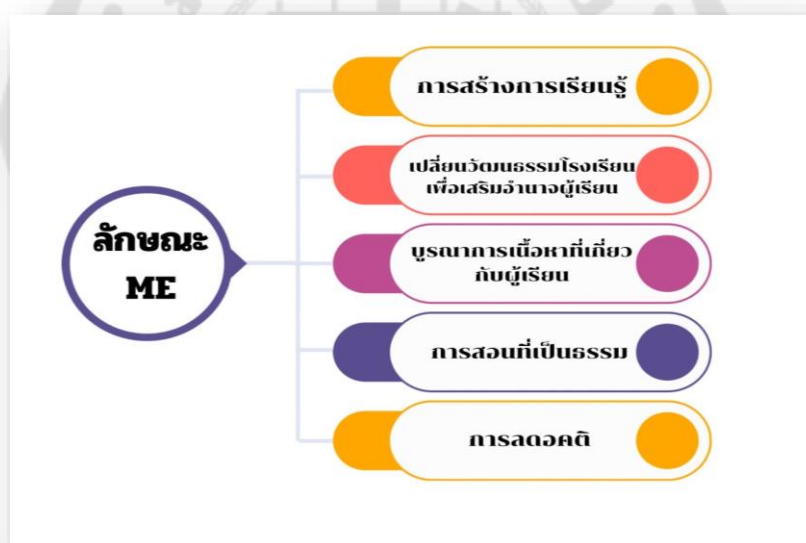 ลักษณะ
ME
การสร้างการเรียนรู้
เปลี่ยนวัฒนธรรมโรงเรียน
เพื่อเสริมอำนาจผู้เรียน
บูรณาการเนื้อหาที่เกี่ยว
กับผู้เรียน
การสอนที่เป็นธรรม
การลดอคติ